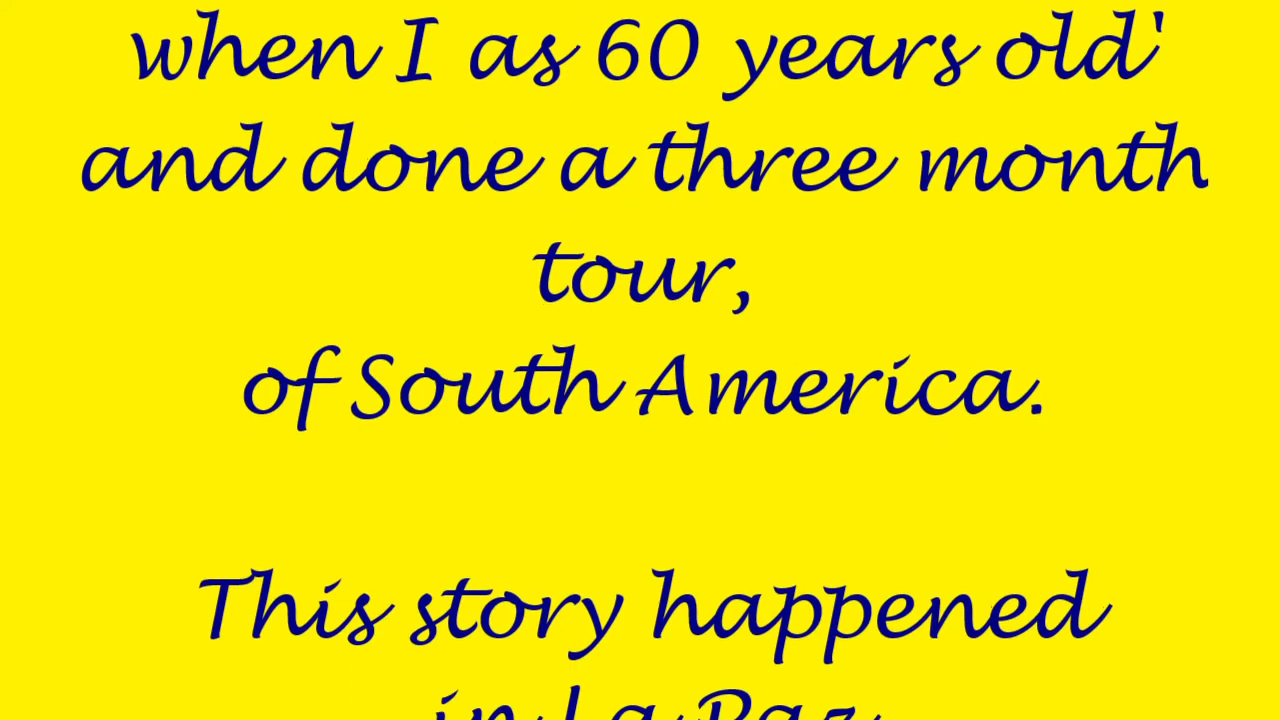 when I as 60 years old'
and done a three month
tour,
of South America.
This story happened
in La Paz